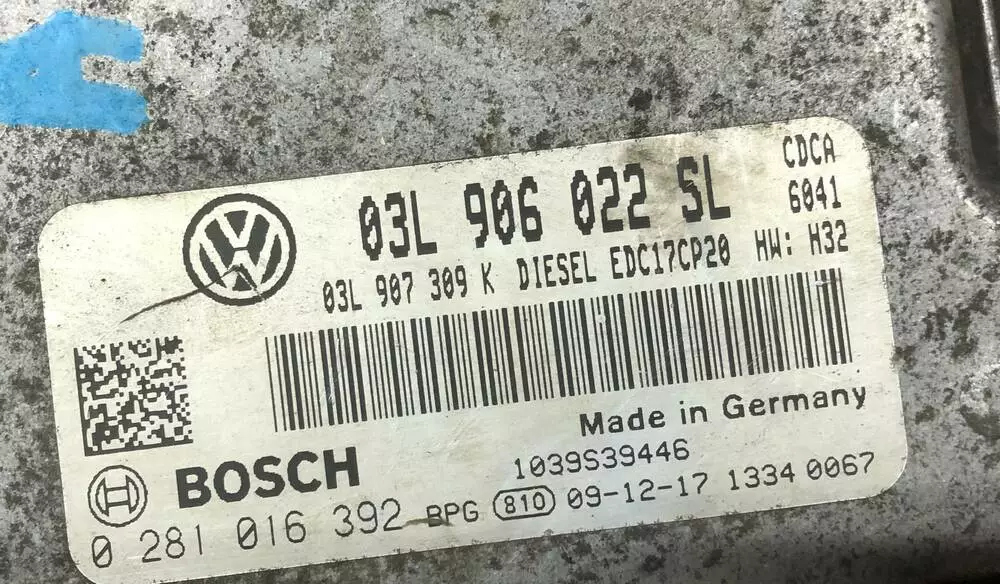 03L 906 022 SL
CDCA
6041
03L 907 309 K DIESEL EDC17CP20 HW: H32
Made in Germany
BOSCH
1039S39446
0 281 016 392 BPG 810 09-12-17 1334 0067